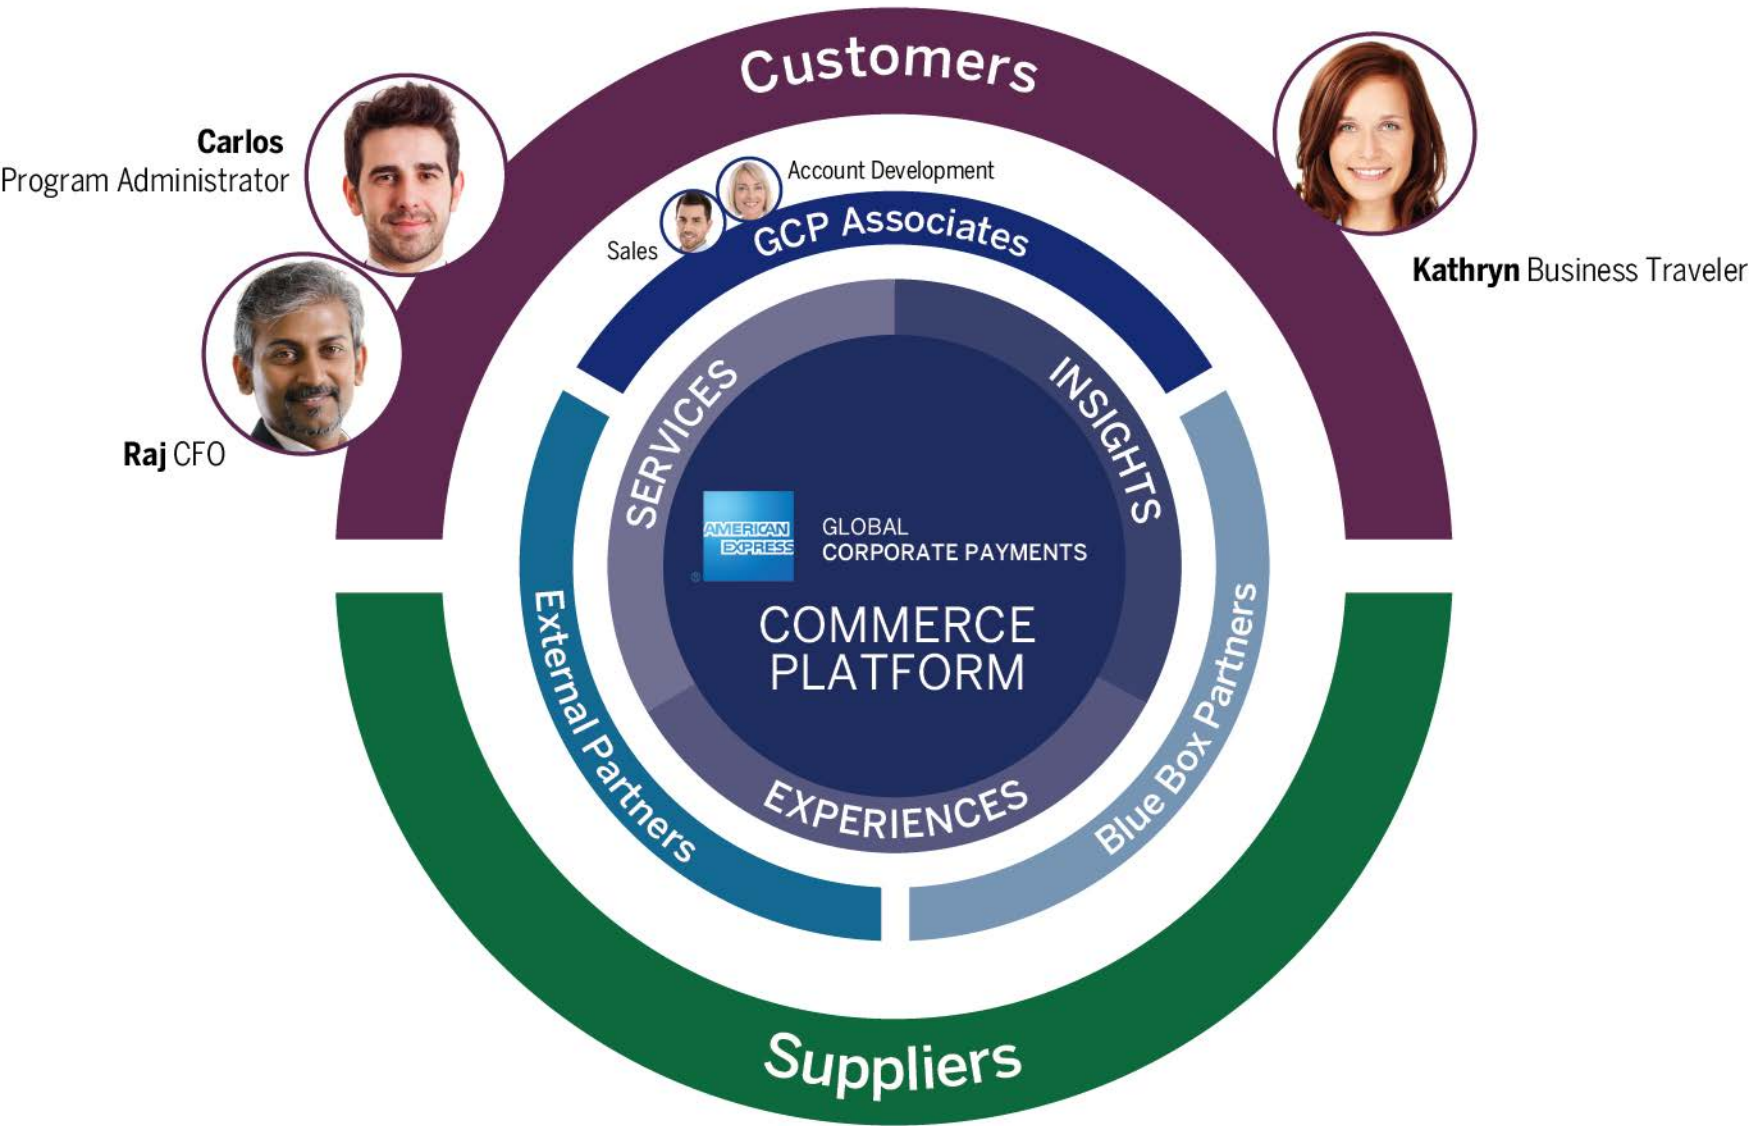 Customers
Carlos
Program Administrator
Account Development
Sales
GCP Associates
Kathryn Business Traveler
Raj CFO
SERVICES
INSIGHTS
AMERICAN
EXPRESS
®
GLOBAL
CORPORATE PAYMENTS
COMMERCE
PLATFORM
External Partners
Blue Box Partners
EXPERIENCES
Suppliers